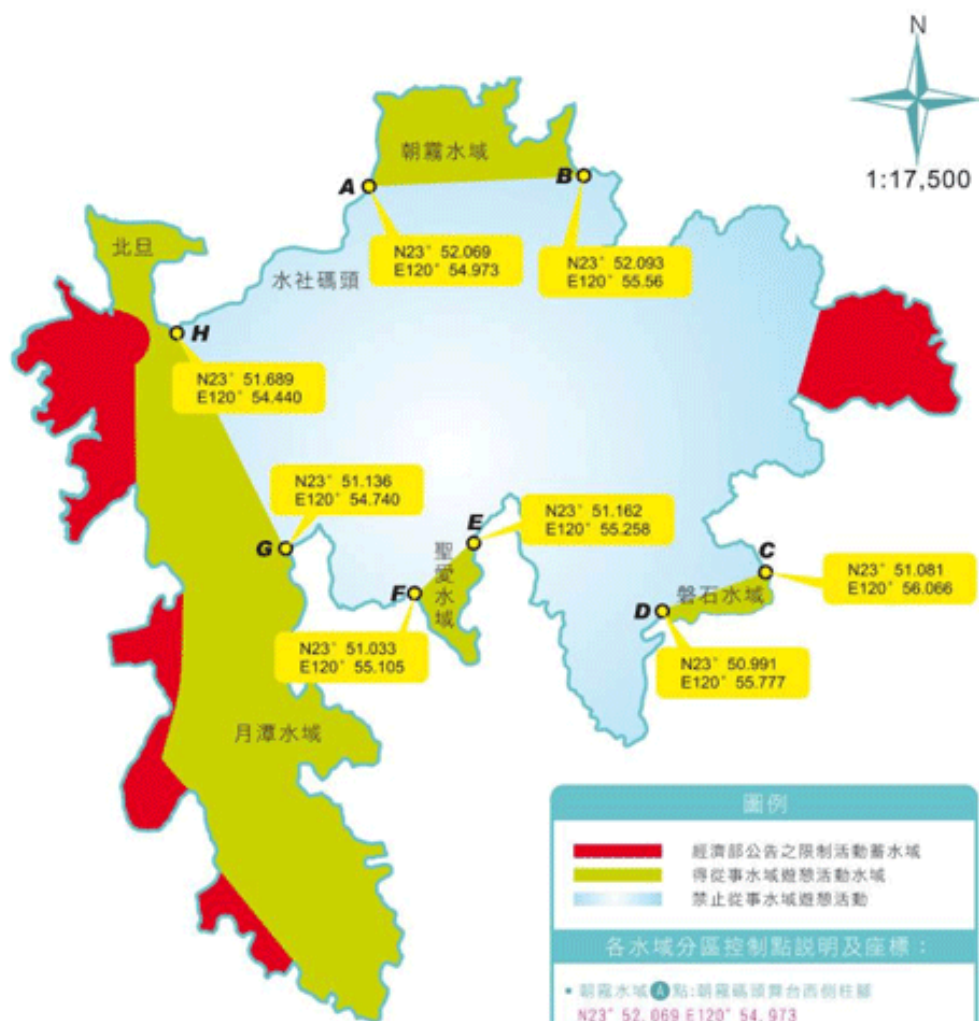 N
1:17,500
朝霧水域
A
B
N23° 52.069
E120° 54.973
N23° 52.093
E120° 55.56
北旦
水社碼頭
H
N23° 51.689
E120° 54.440
N23° 51.136
E120° 54.740
G
E
N23° 51.162
E120° 55.258
聖愛水域
F
N23° 51.033
E120° 55.105
C
N23° 51.081
E120° 56.066
磐石水域
D
N23° 50.991
E120° 55.777
月潭水域
圖例
經濟部公告之限制活動蓄水域
得從事水域遊憩活動水域
禁止從事水域遊憩活動
各水域分區控制點說明及座標：
• 朝霧水域A點:朝霧碼頭舞台西側柱腳
N23° 52.069 E120° 54.973